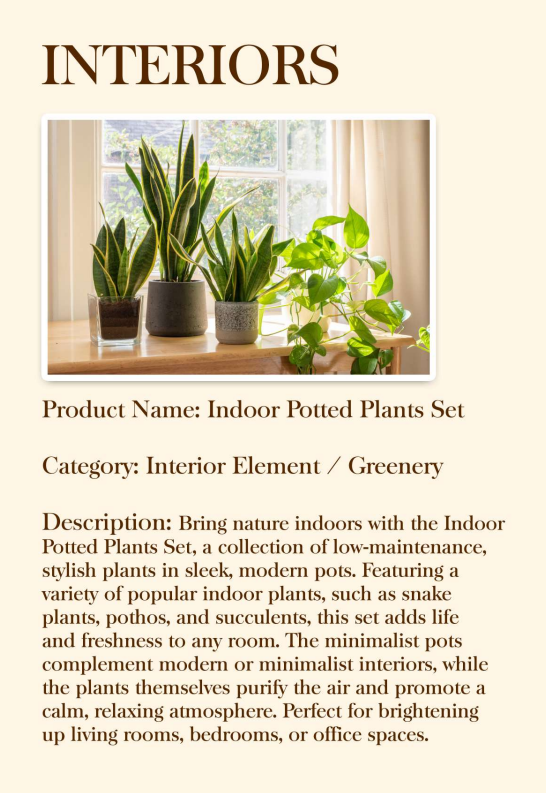 INTERIORS
Product Name: Indoor Potted Plants Set
Category: Interior Element / Greenery
Description: Bring nature indoors with the Indoor
Potted Plants Set, a collection of low-maintenance,
stylish plants in sleek, modern pots. Featuring a
variety of popular indoor plants, such as snake
plants, pothos, and succulents, this set adds life
and freshness to any room. The minimalist pots
complement modern or minimalist interiors, while
the plants themselves purify the air and promote a
calm, relaxing atmosphere. Perfect for brightening
up living rooms, bedrooms, or office spaces.